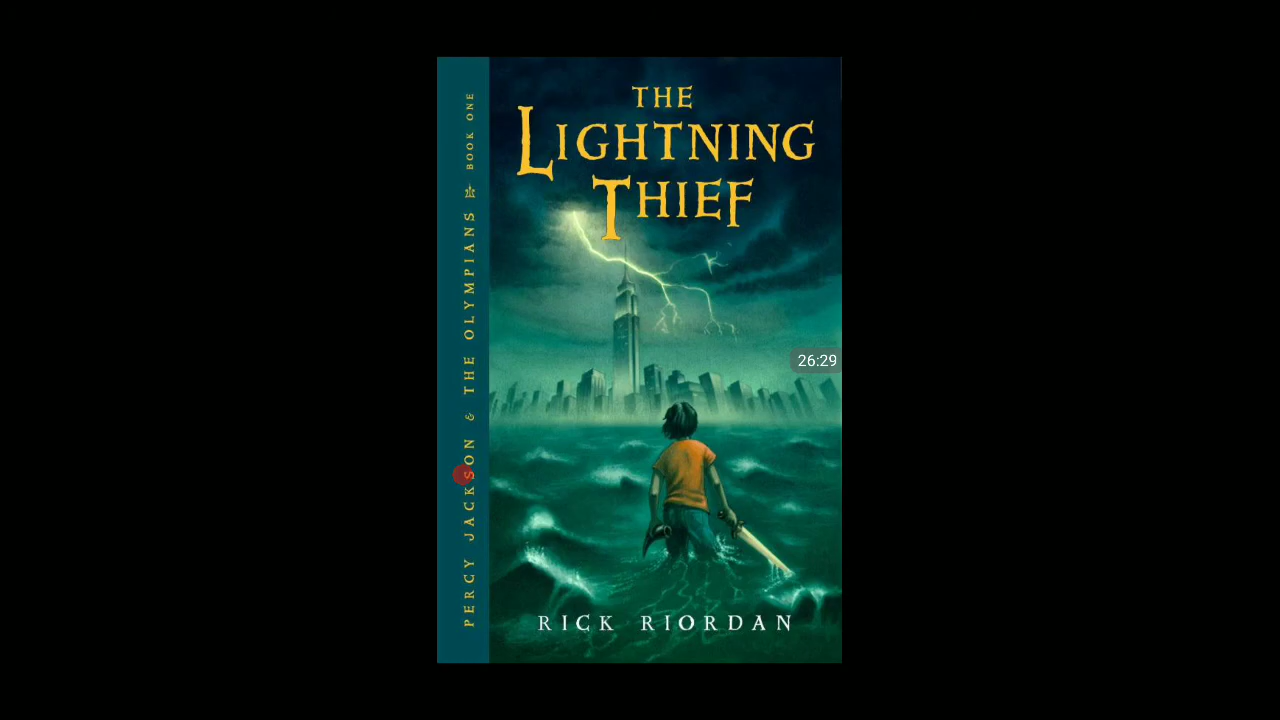 THE
LIGHTNING
THIEF
PERCY JACKSON & THE OLYMPIANS BOOK ONE
26:29
RICK RIORDAN